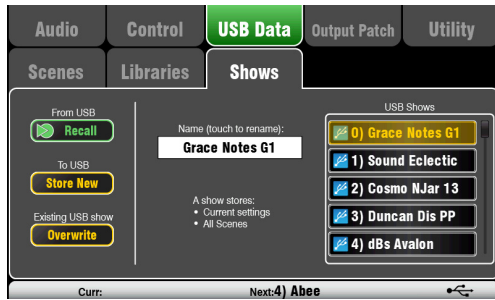 Audio
Control
USB Data
Output Patch
Utility
Scenes
Libraries
Shows
From USB
Recall
To USB
Store New
Existing USB show
Overwrite
Name (touch to rename):
Grace Notes G1
A show stores:
• Current settings
• All Scenes
USB Shows
0) Grace Notes G1
1) Sound Eclectic
2) Cosmo NJar 13
3) Duncan Dis PP
4) dBs Avalon
Curr:
Next:4) Abee